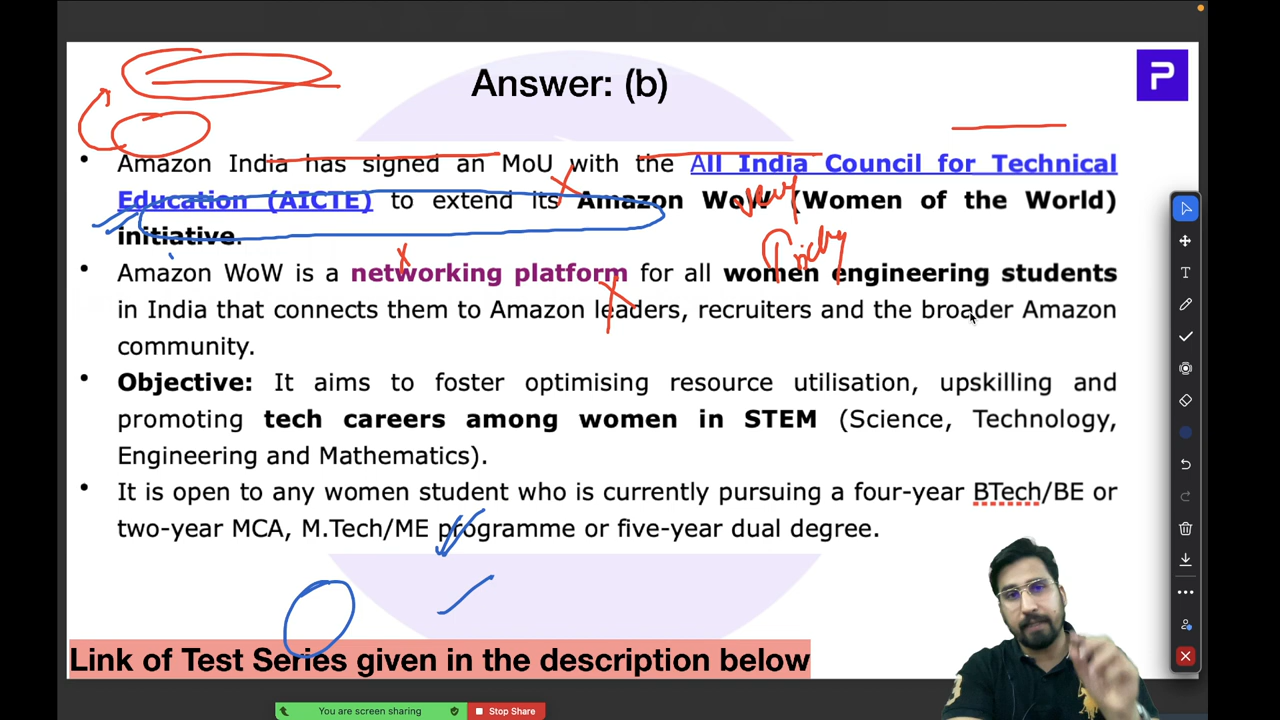 Answer: (b)
P
• Amazon India has signed an MoU with the All India Council for Technical
Education (AICTE) to extend its Amazon WoW (Women of the World)
initiative.
Very
Tricky
• Amazon WoW is a networking platform for all women engineering students
in India that connects them to Amazon leaders, recruiters and the broader Amazon
community.
• Objective: It aims to foster optimising resource utilisation, upskilling and
promoting tech careers among women in STEM (Science, Technology,
Engineering and Mathematics).
• It is open to any women student who is currently pursuing a four-year BTech/BE or
two-year MCA, M.Tech/ME programme or five-year dual degree.
Link of Test Series given in the description below
You are screen sharing
Stop Share